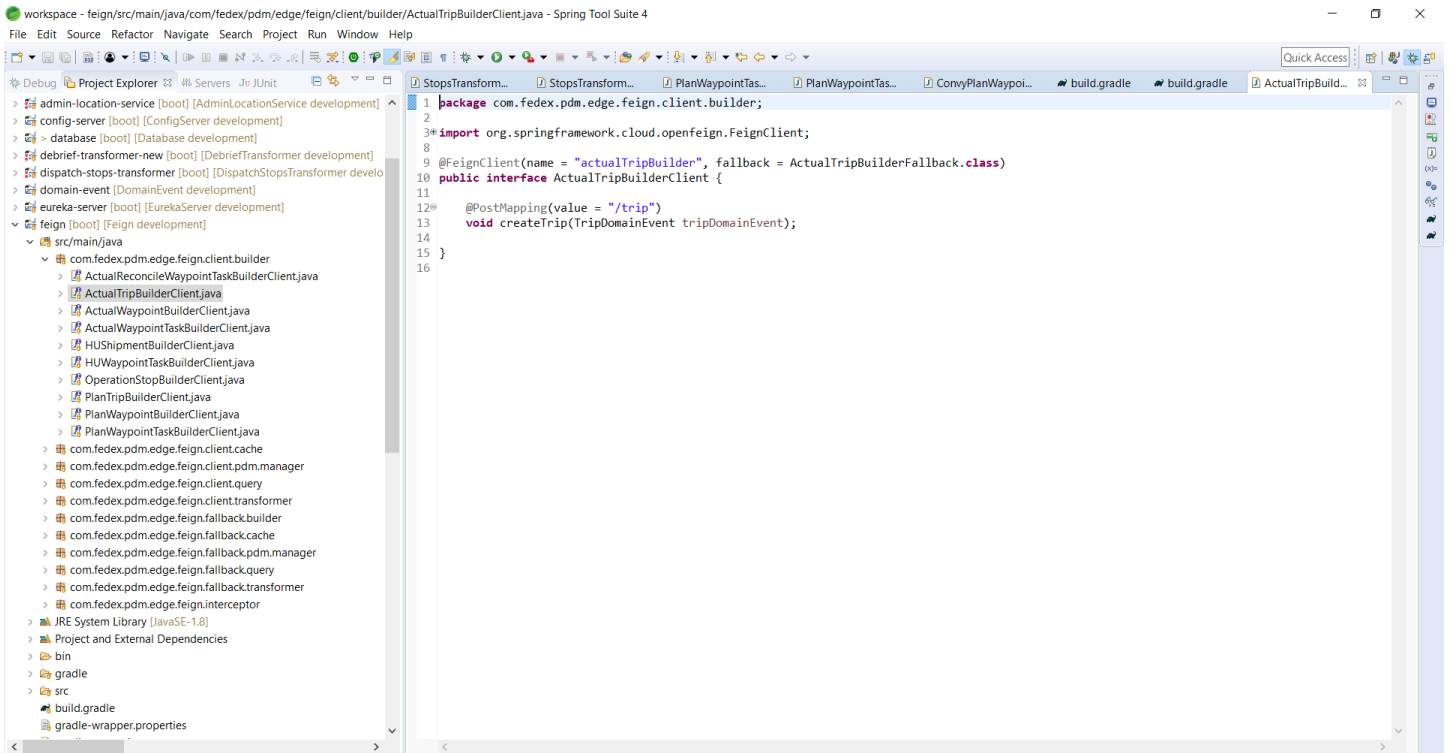 workspace - feign/src/main/java/com/fedex/pdm/edge/feign/client/builder/ActualTripBuilderClient.java - Spring Tool Suite 4
File Edit Source Refactor Navigate Search Project Run Window Help
Quick Access
Debug Project Explorer Servers JUnit
StopsTransform... StopsTransform... PlanWaypointTas... PlanWaypointTas... ConvyPlanWaypoi... build.gradle build.gradle ActualTripBuild...
admin-location-service [boot] [AdminLocationService development]
config-server [boot] [ConfigServer development]
> database [boot] [Database development]
debrief-transformer-new [boot] [DebriefTransformer development]
dispatch-stops-transformer [boot] [DispatchStopsTransformer develo
domain-event [DomainEvent development]
eureka-server [boot] [EurekaServer development]
feign [boot] [Feign development]
src/main/java
com.fedex.pdm.edge.feign.client.builder
ActualReconcileWaypointTaskBuilderClient.java
ActualTripBuilderClient.java
ActualWaypointBuilderClient.java
ActualWaypointTaskBuilderClient.java
HUShipmentBuilderClient.java
HUWaypointTaskBuilderClient.java
OperationStopBuilderClient.java
PlanTripBuilderClient.java
PlanWaypointBuilderClient.java
PlanWaypointTaskBuilderClient.java
com.fedex.pdm.edge.feign.client.cache
com.fedex.pdm.edge.feign.client.pdm.manager
com.fedex.pdm.edge.feign.client.query
com.fedex.pdm.edge.feign.client.transformer
com.fedex.pdm.edge.feign.fallback.builder
com.fedex.pdm.edge.feign.fallback.cache
com.fedex.pdm.edge.feign.fallback.pdm.manager
com.fedex.pdm.edge.feign.fallback.query
com.fedex.pdm.edge.feign.fallback.transformer
com.fedex.pdm.edge.feign.interceptor
JRE System Library [JavaSE-1.8]
Project and External Dependencies
bin
gradle
src
build.gradle
gradle-wrapper.properties
1 package com.fedex.pdm.edge.feign.client.builder;
2
3 import org.springframework.cloud.openfeign.FeignClient;
8
9 @FeignClient(name = "actualTripBuilder", fallback = ActualTripBuilderFallback.class)
10 public interface ActualTripBuilderClient {
11
12 @PostMapping(value = "/trip")
13 void createTrip(TripDomainEvent tripDomainEvent);
14
15 }
16